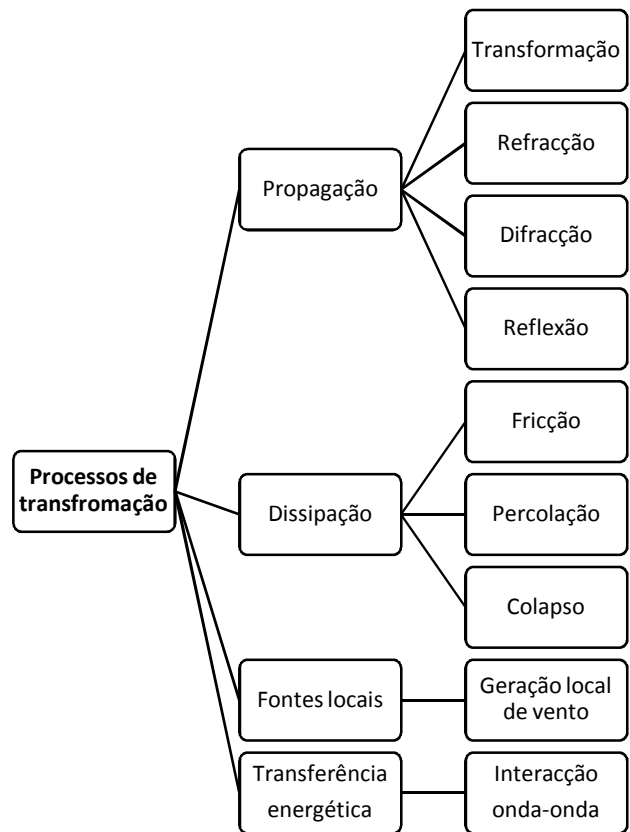 Transformação
Refracção
Propagação
Difracção
Reflexão
Fricção
Processos de
transfromação
Dissipação
Percolação
Colapso
Fontes locais
Geração local
de vento
Transferência
energética
Interacção
onda-onda